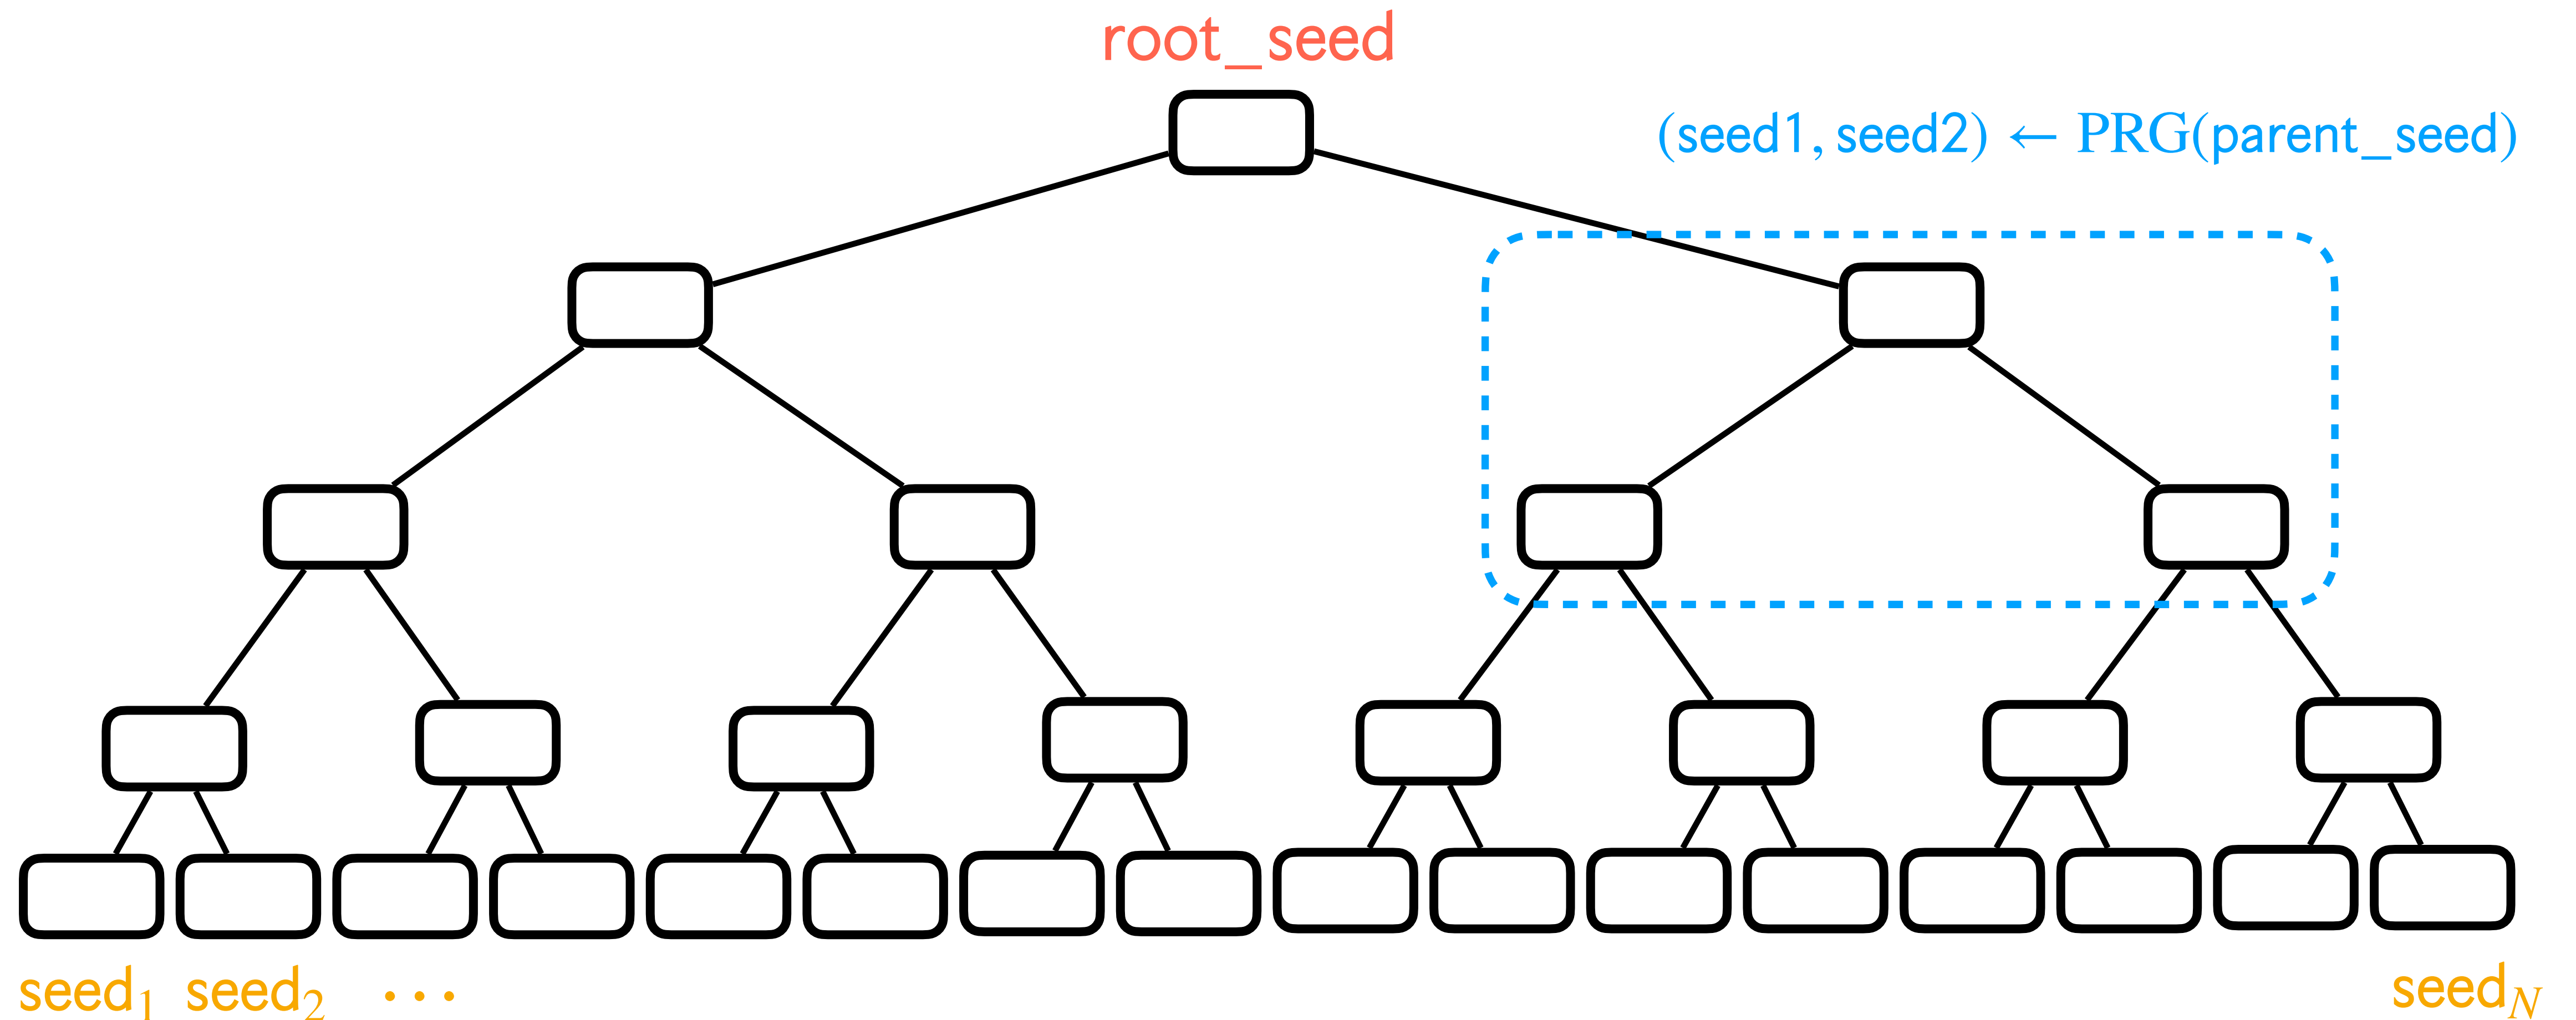 root_seed
(seed1, seed2) ← PRG(parent_seed)
seed₁ seed₂ ⋯ seed_N